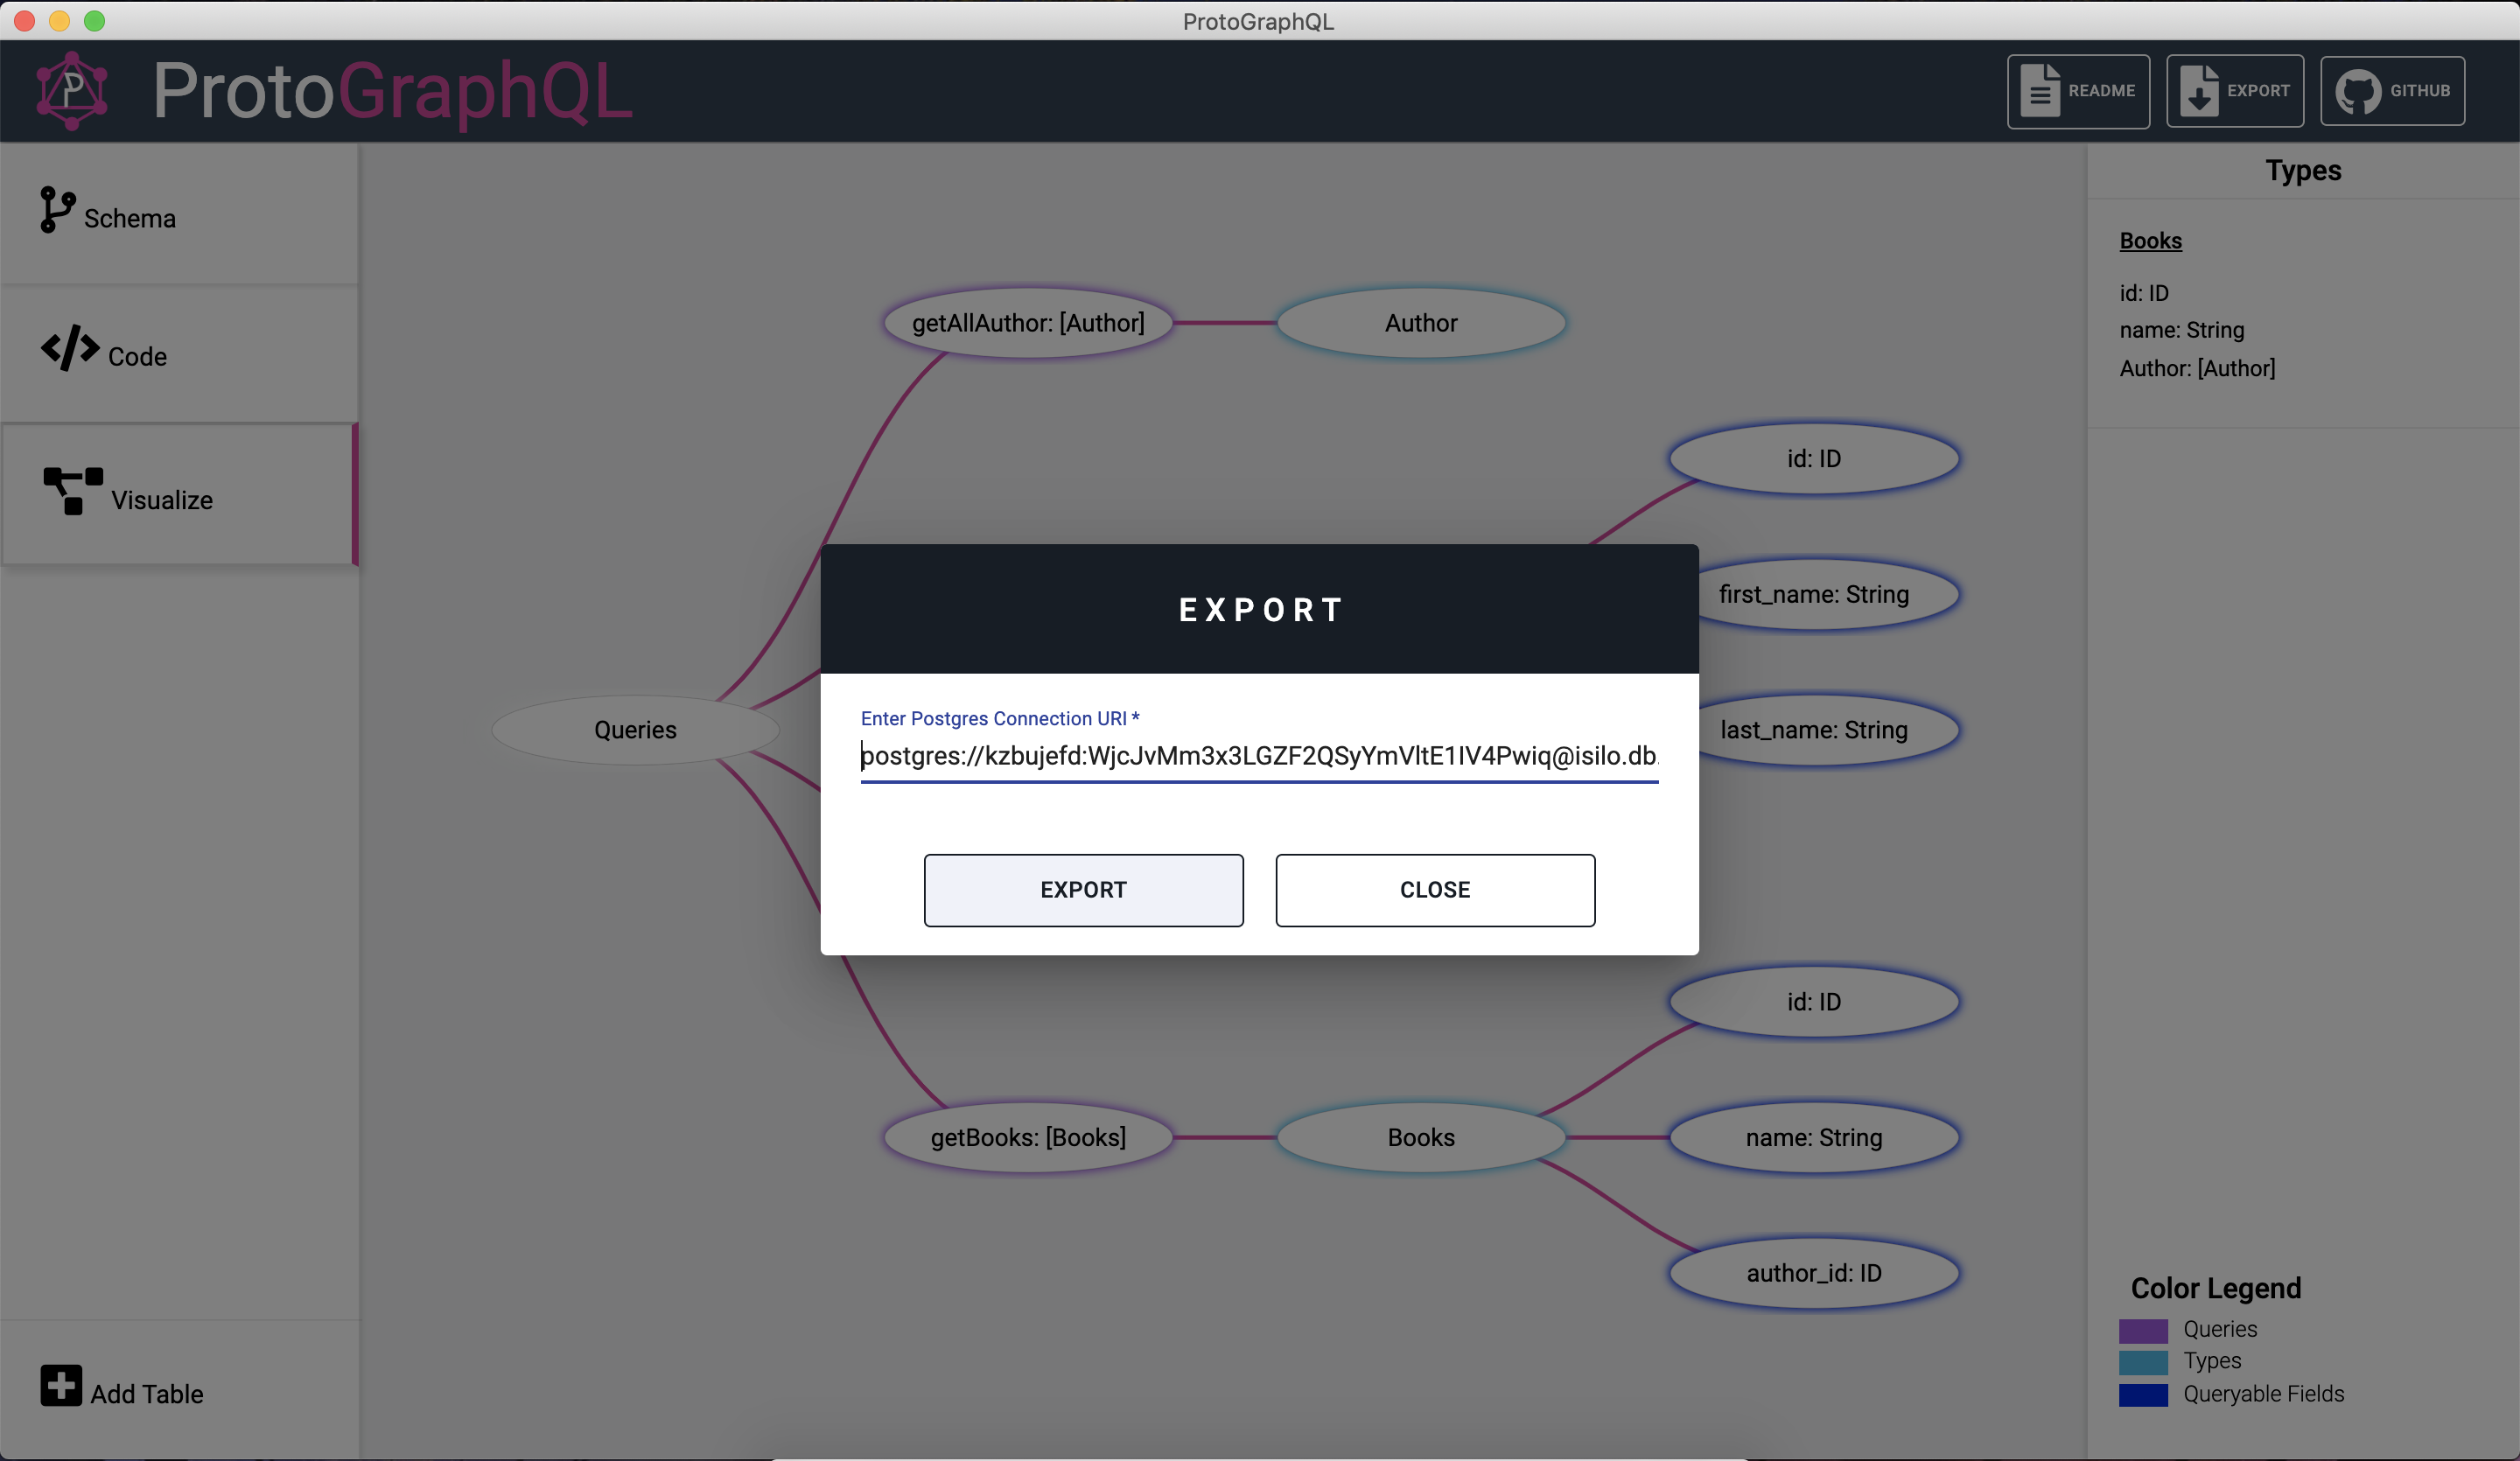 ProtoGraphQL
P
ProtoGraphQL
README
EXPORT
GITHUB
Schema
Code
Visualize
Add Table
Queries
getAllAuthor: [Author]
Author
id: ID
first_name: String
last_name: String
getBooks: [Books]
Books
id: ID
name: String
author_id: ID
EXPORT
Enter Postgres Connection URI *
postgres://kzbujefd:WjcJvMm3x3LGZF2QSyYmVltE1IV4Pwiq@isilo.db.
EXPORT
CLOSE
Types
Books
id: ID
name: String
Author: [Author]
Color Legend
Queries
Types
Queryable Fields